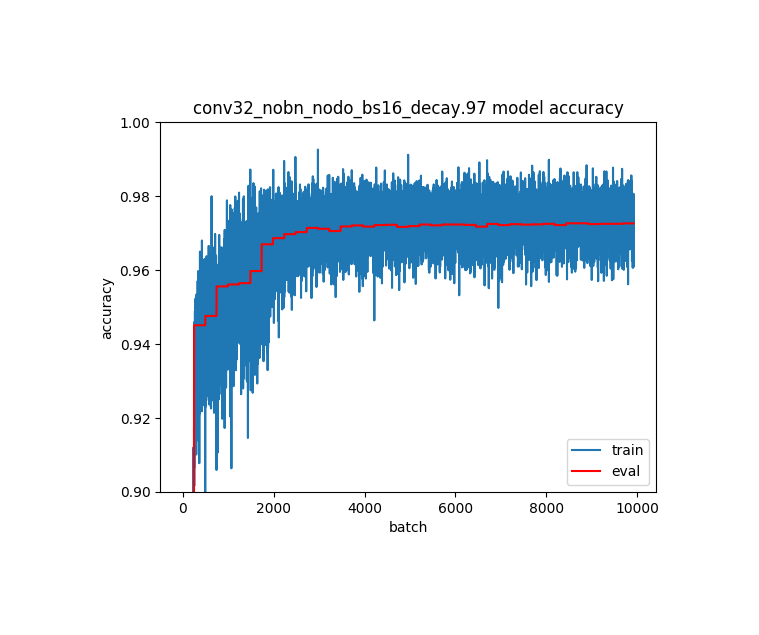 conv32_nobn_nodo_bs16_decay.97 model accuracy
1.00
0.98
0.96
0.94
0.92
0.90
accuracy
train
eval
0 2000 4000 6000 8000 10000
batch